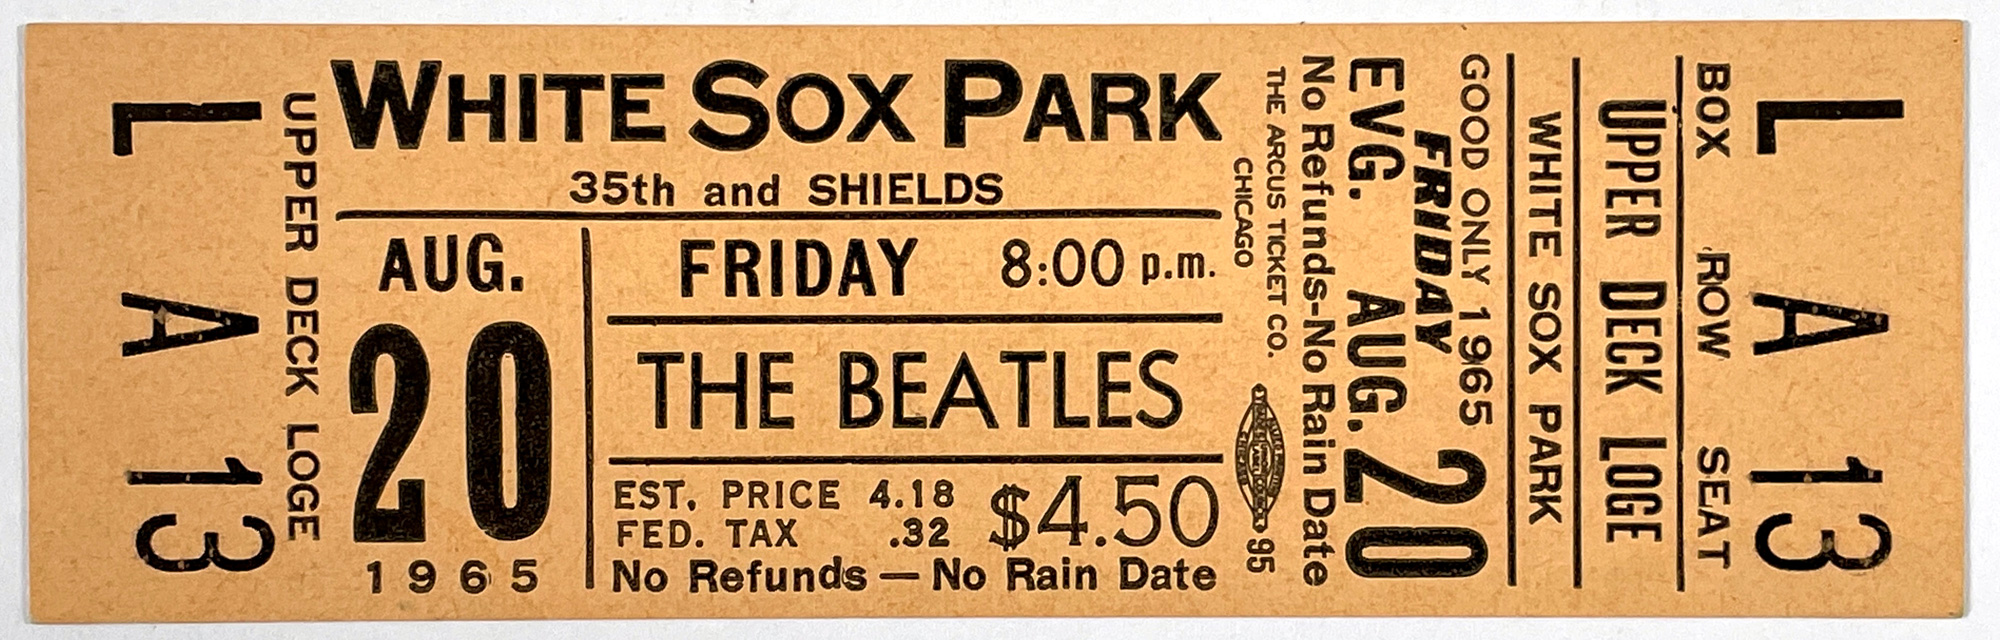 L A 13
UPPER DECK LOGE
WHITE SOX PARK
35th and SHIELDS
AUG.
20
1965
FRIDAY 8:00 p.m.
THE BEATLES
EST. PRICE 4.18
FED. TAX .32
$4.50
No Refunds — No Rain Date
CHICAGO
THE ARCUS TICKET CO.
95
No Refunds-No Rain Date
EVG. AUG. 20
FRIDAY
GOOD ONLY 1965
WHITE SOX PARK
UPPER DECK LOGE
BOX ROW SEAT
L A 13